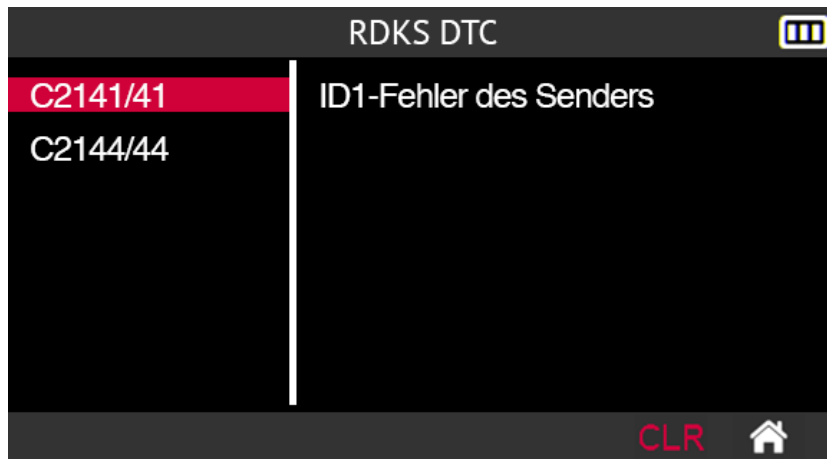 RDKS DTC
C2141/41
ID1-Fehler des Senders
C2144/44
CLR